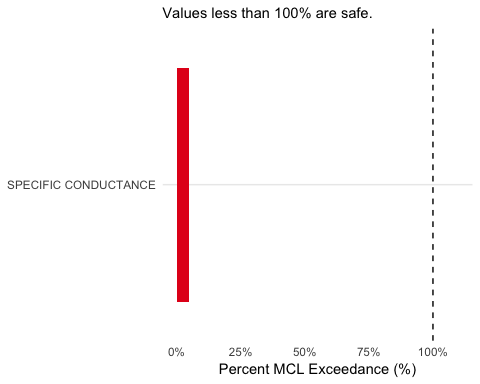 Values less than 100% are safe.
SPECIFIC CONDUCTANCE
0% 25% 50% 75% 100%
Percent MCL Exceedance (%)